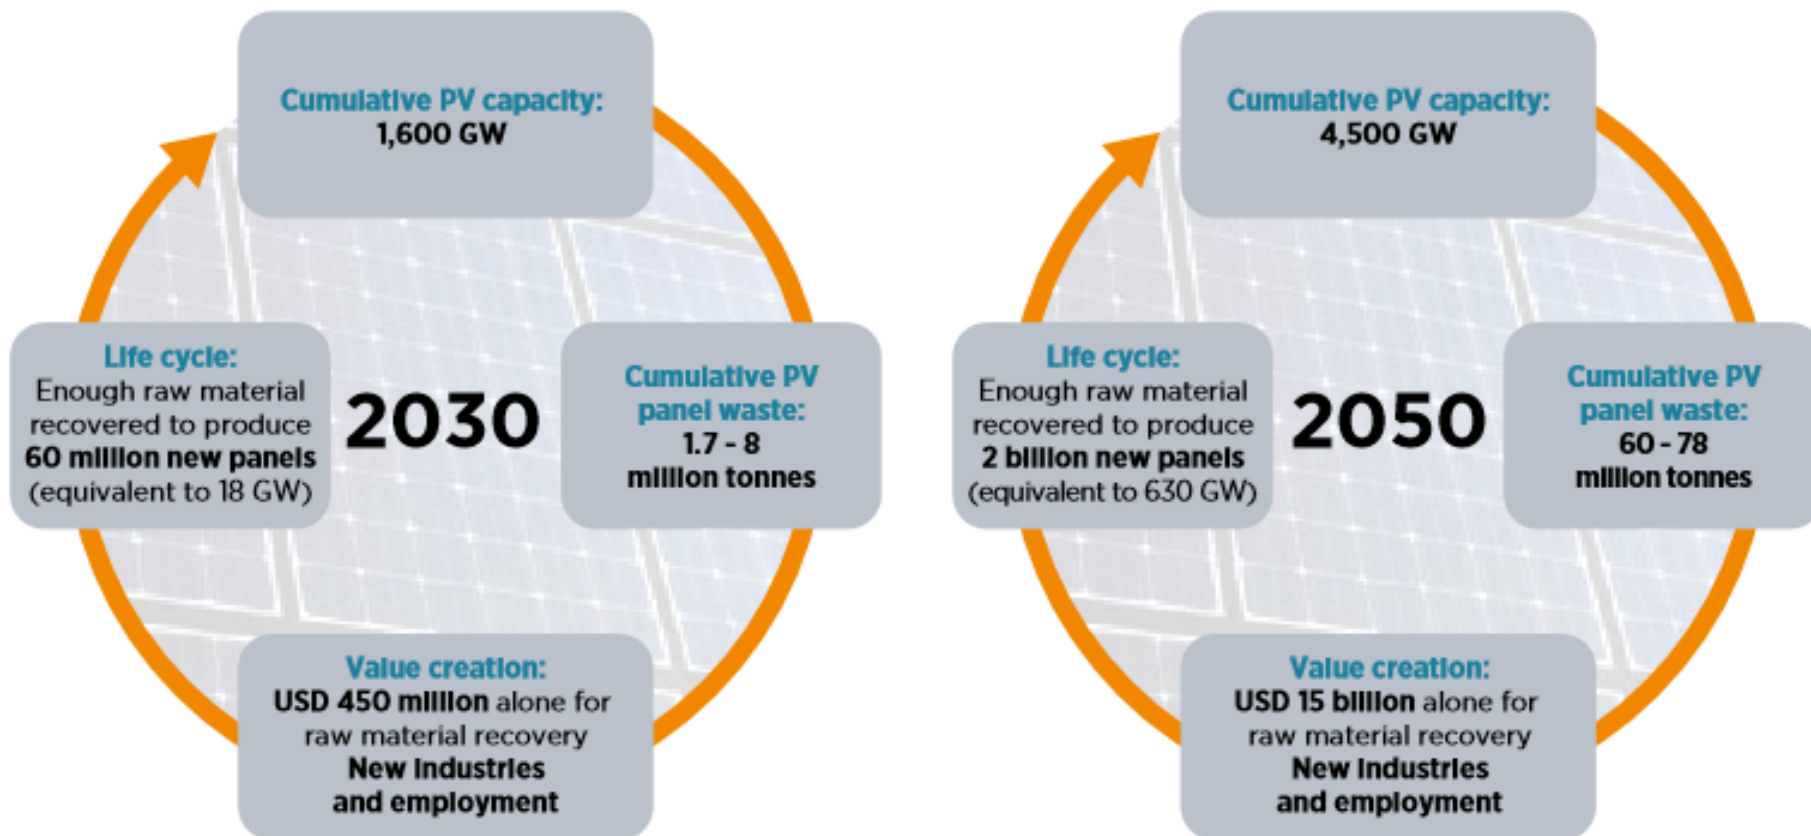 Cumulative PV capacity:
1,600 GW
Life cycle:
Enough raw material
recovered to produce
60 million new panels
(equivalent to 18 GW)
2030
Cumulative PV
panel waste:
1.7 - 8
million tonnes
Value creation:
USD 450 million alone for
raw material recovery
New industries
and employment
Cumulative PV capacity:
4,500 GW
Life cycle:
Enough raw material
recovered to produce
2 billion new panels
(equivalent to 630 GW)
2050
Cumulative PV
panel waste:
60 - 78
million tonnes
Value creation:
USD 15 billion alone for
raw material recovery
New industries
and employment